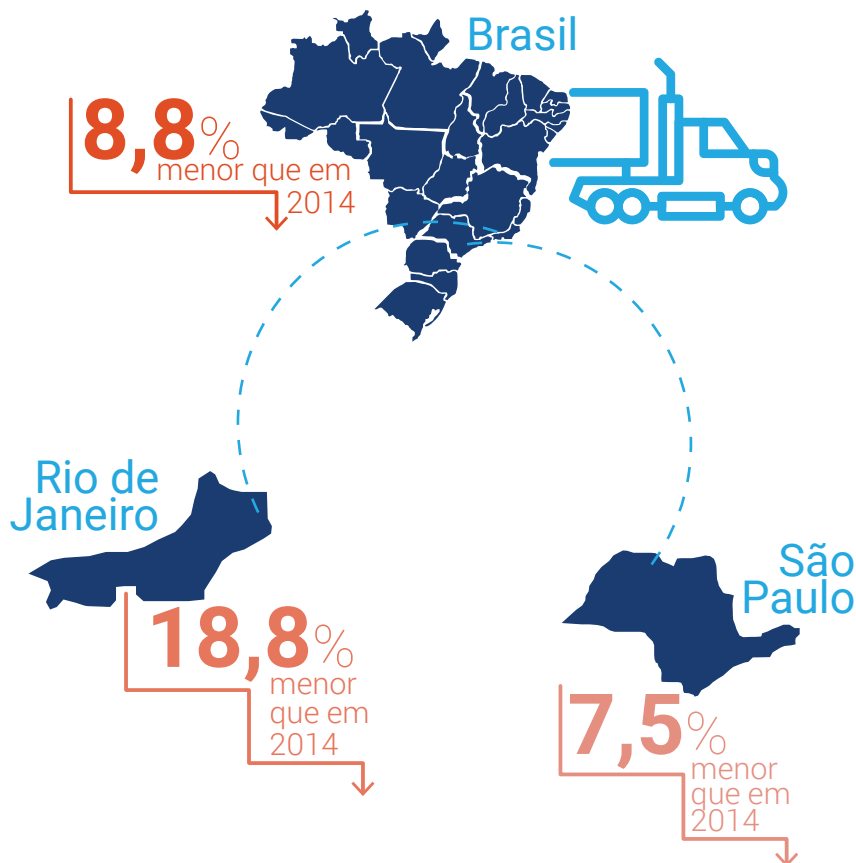 Brasil
8,8%
menor que em
2014
Rio de
Janeiro
18,8%
menor
que em
2014
São
Paulo
7,5%
menor
que em
2014